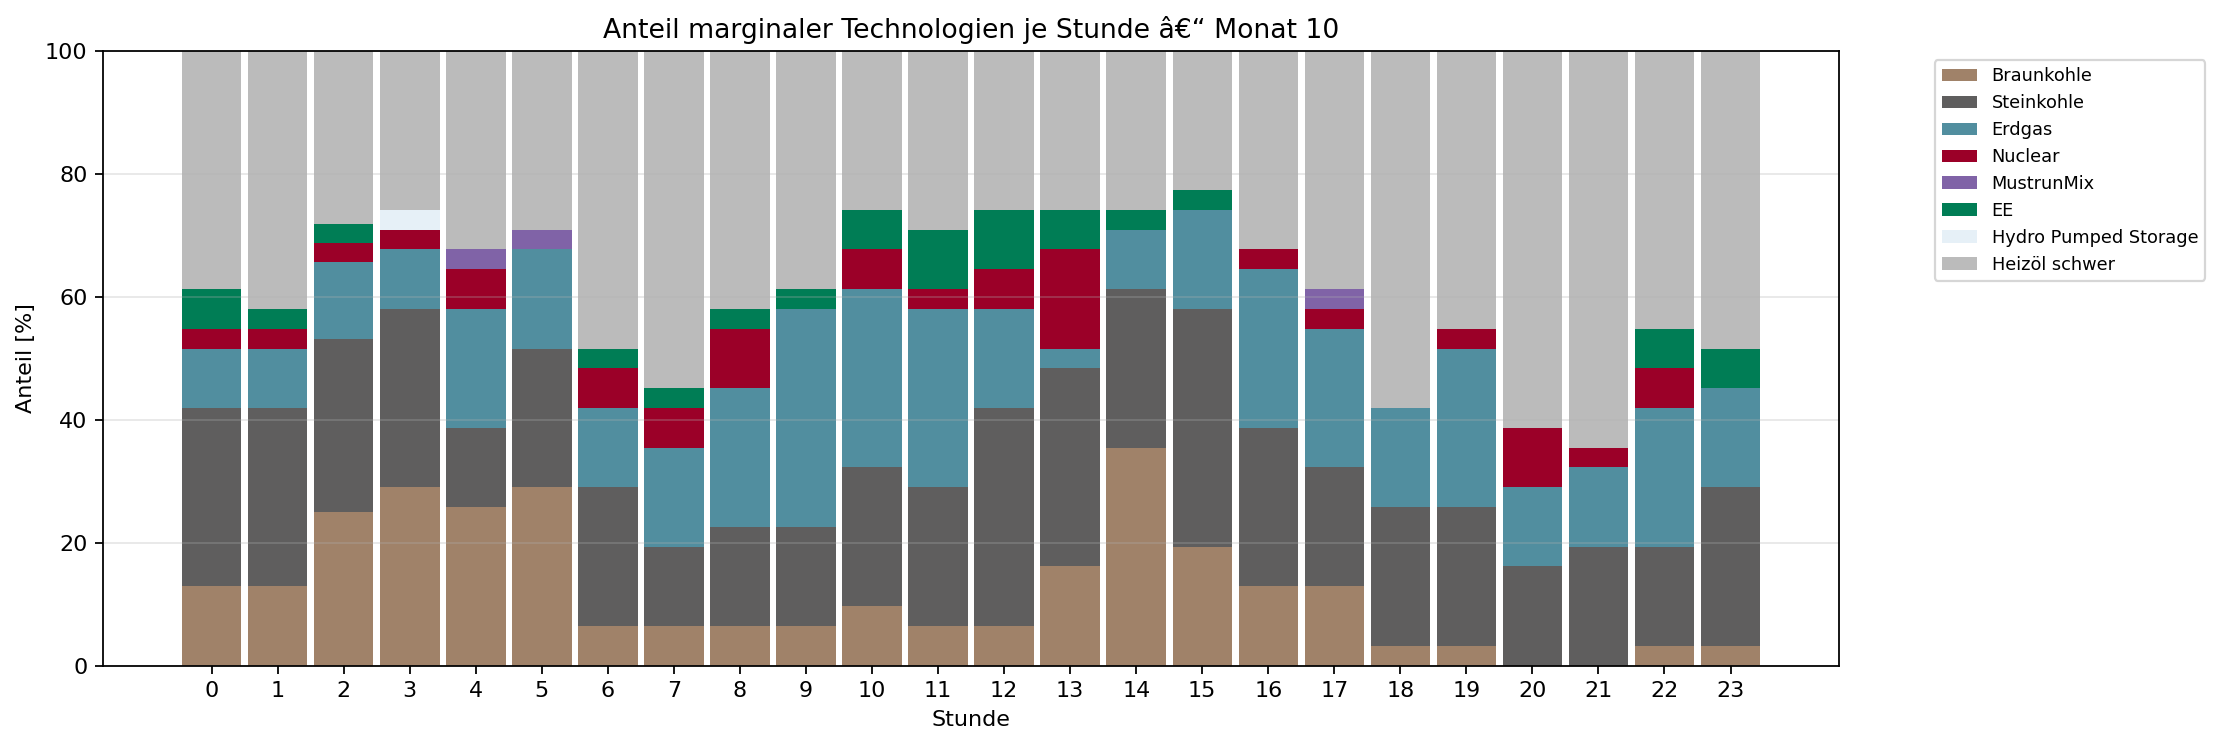 Anteil marginaler Technologien je Stunde â€“ Monat 10
Anteil [%]
100
80
60
40
20
0
0 1 2 3 4 5 6 7 8 9 10 11 12 13 14 15 16 17 18 19 20 21 22 23
Stunde
Braunkohle
Steinkohle
Erdgas
Nuclear
MustrunMix
EE
Hydro Pumped Storage
Heizöl schwer